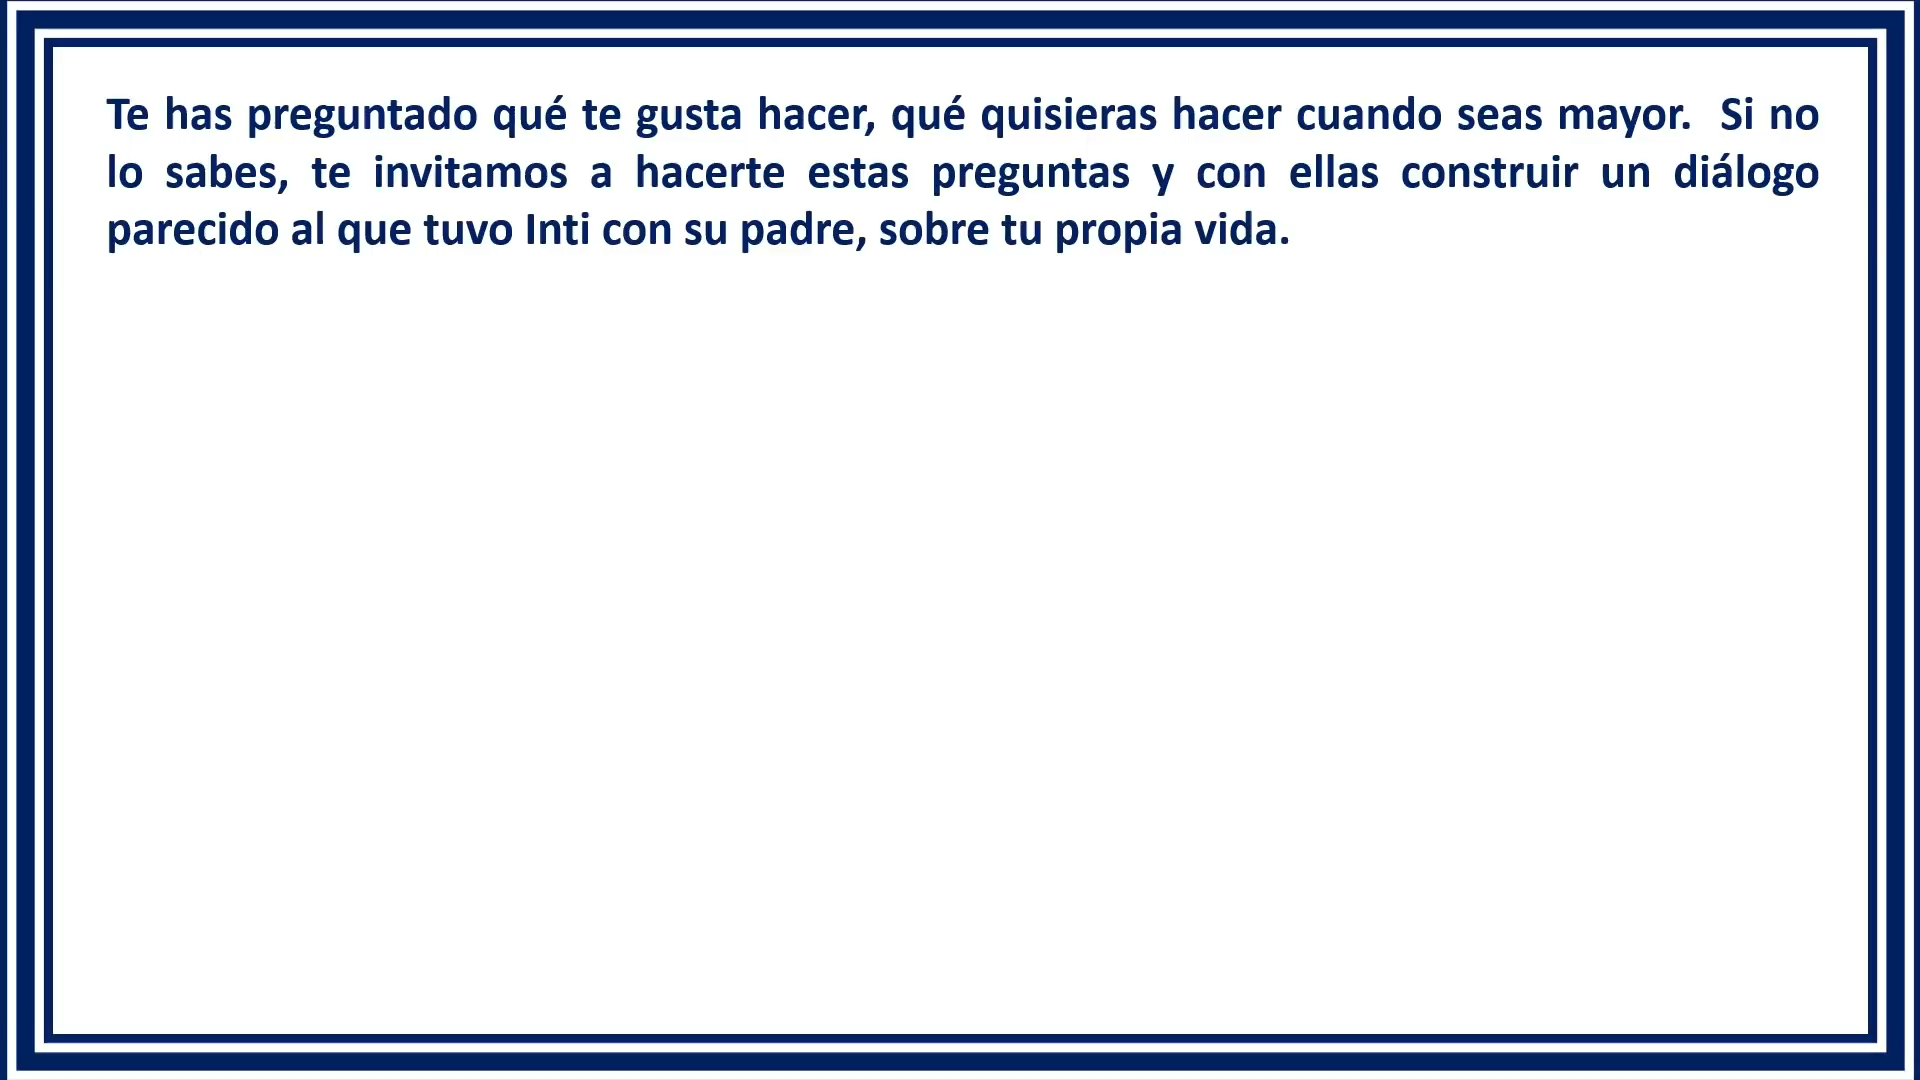 Te has preguntado qué te gusta hacer, qué quisieras hacer cuando seas mayor. Si no
lo sabes, te invitamos a hacerte estas preguntas y con ellas construir un diálogo
parecido al que tuvo Inti con su padre, sobre tu propia vida.